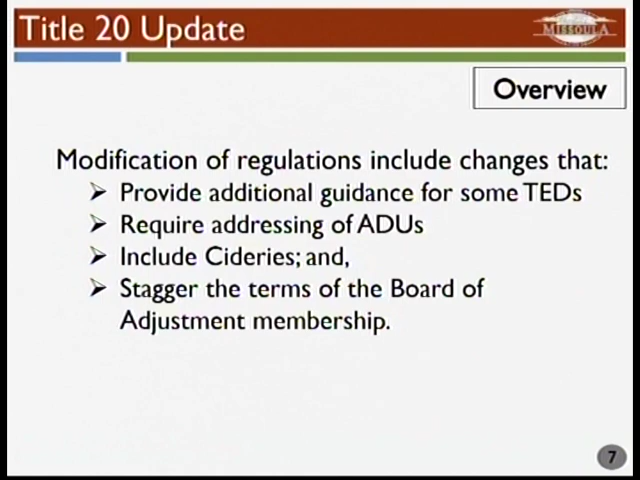 Title 20 Update
MISSOULA
Overview
Modification of regulations include changes that:
Provide additional guidance for some TEDs
Require addressing of ADUs
Include Cideries; and,
Stagger the terms of the Board of
Adjustment membership.
7